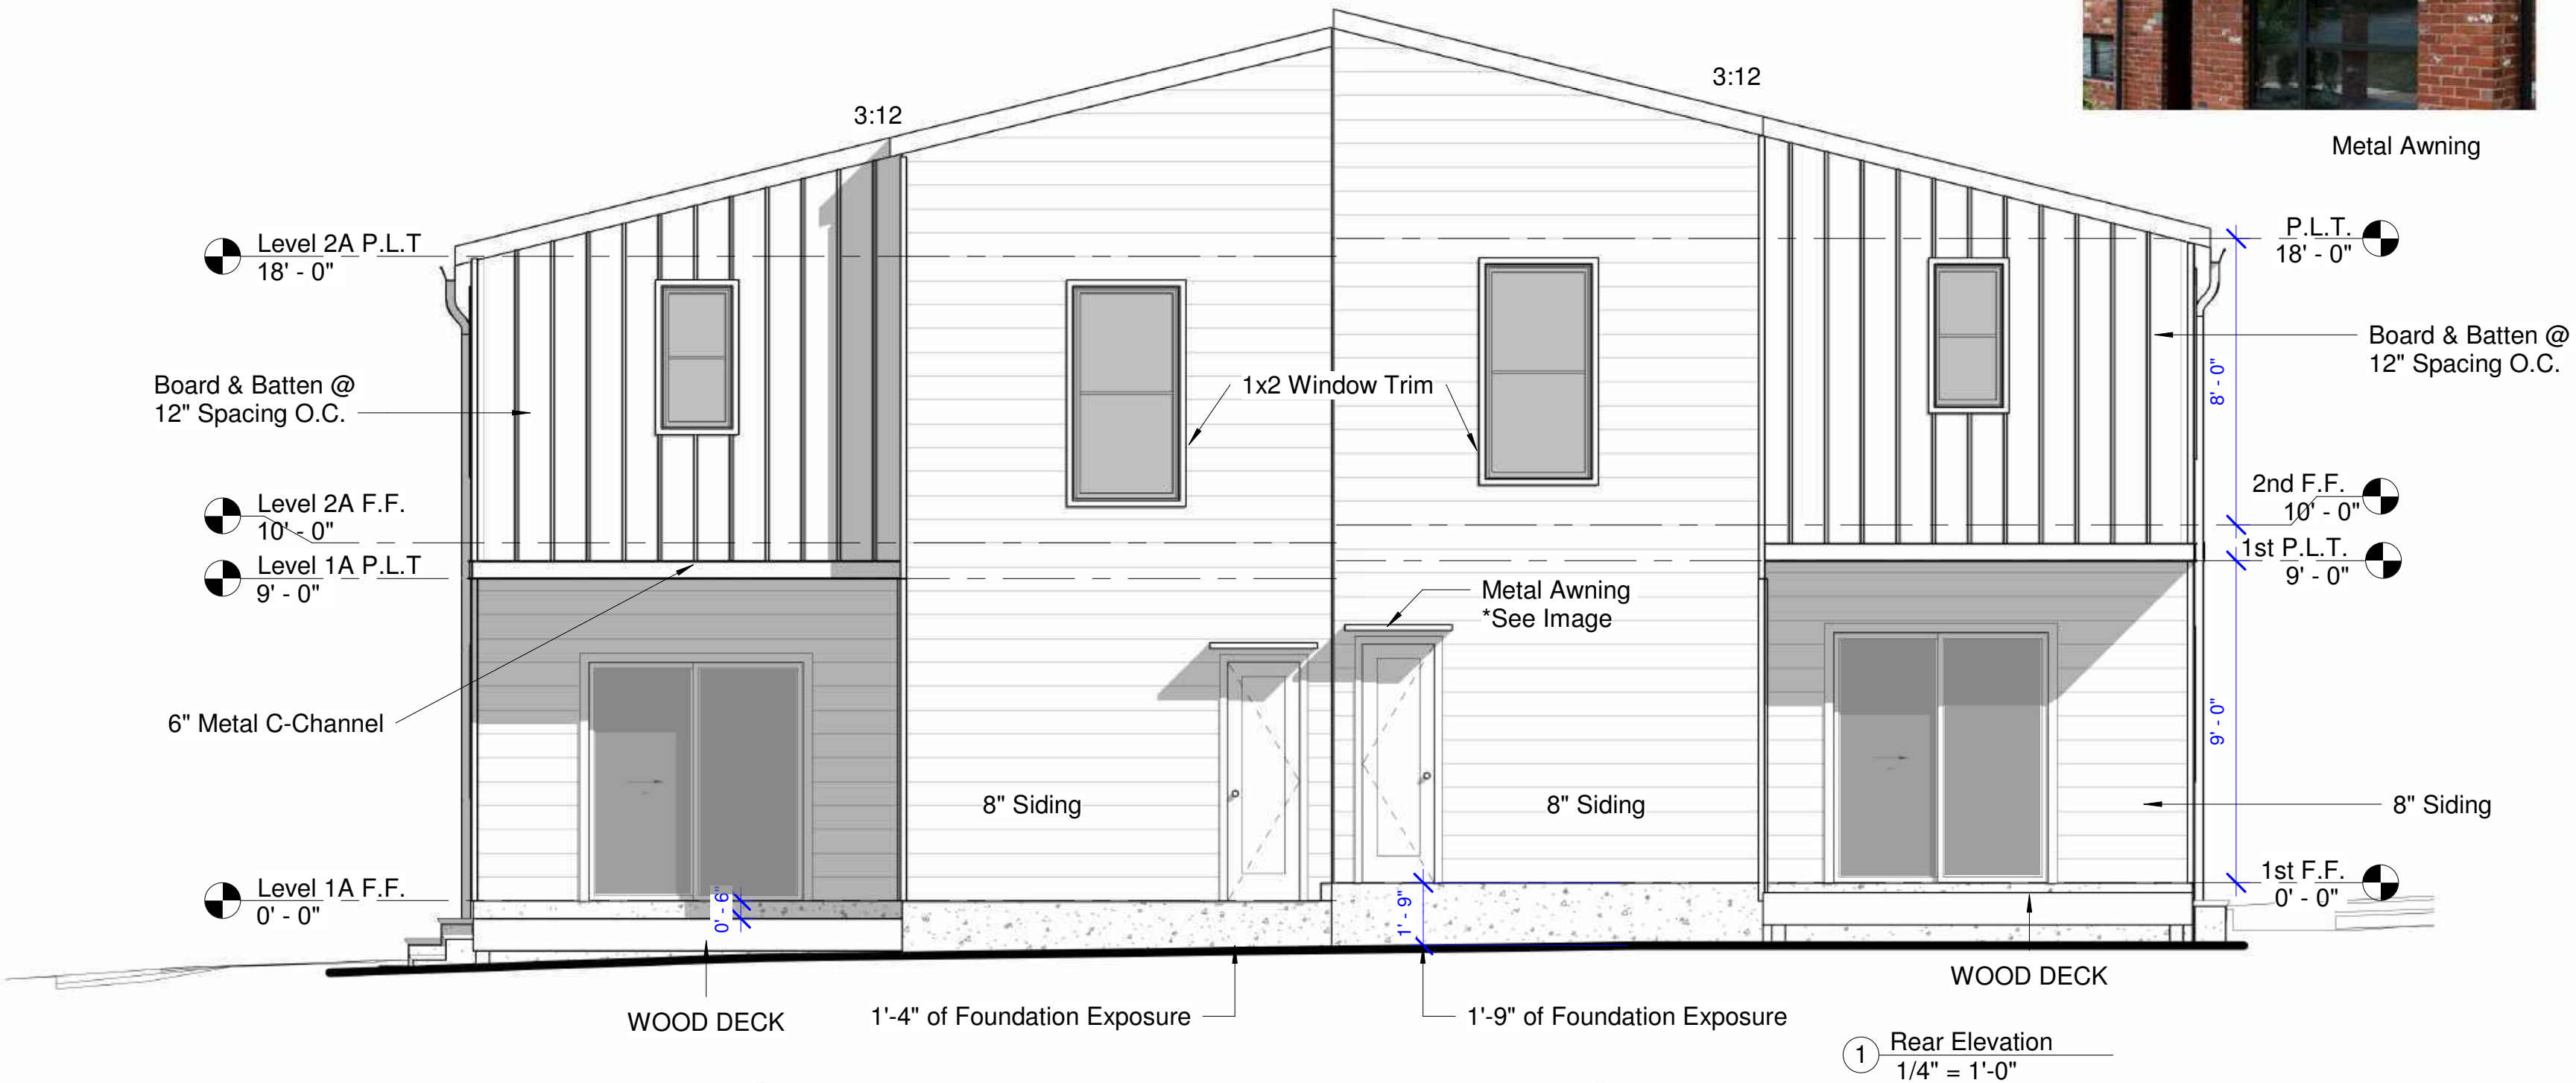 3:12
3:12
Metal Awning
Level 2A P.L.T
18' - 0"
P.L.T.
18' - 0"
Board & Batten @
12" Spacing O.C.
1x2 Window Trim
Board & Batten @
12" Spacing O.C.
8' - 0"
Level 2A F.F.
10' - 0"
2nd F.F.
10' - 0"
Level 1A P.L.T
9' - 0"
1st P.L.T.
9' - 0"
Metal Awning
*See Image
6" Metal C-Channel
9' - 0"
8" Siding
8" Siding
8" Siding
Level 1A F.F.
0' - 0"
0' - 6"
1' - 9"
1st F.F.
0' - 0"
WOOD DECK
1'-4" of Foundation Exposure
1'-9" of Foundation Exposure
WOOD DECK
1
Rear Elevation
1/4" = 1'-0"